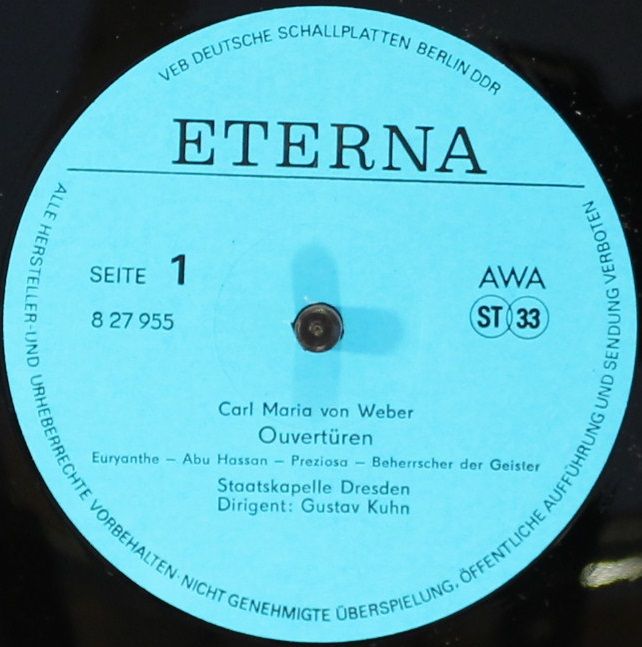 VEB DEUTSCHE SCHALLPLATTEN BERLIN DDR
ETERNA
SEITE 1
8 27 955
AWA
ST 33
Carl Maria von Weber
Ouvertüren
Euryanthe – Abu Hassan – Preziosa – Beherrscher der Geister
Staatskapelle Dresden
Dirigent: Gustav Kuhn
ALLE HERSTELLER-UND URHEBERRECHTE VORBEHALTEN·NICHT GENEHMIGTE ÜBERSPIELUNG, ÖFFENTLICHE AUFFÜHRUNG UND SENDUNG VERBOTEN